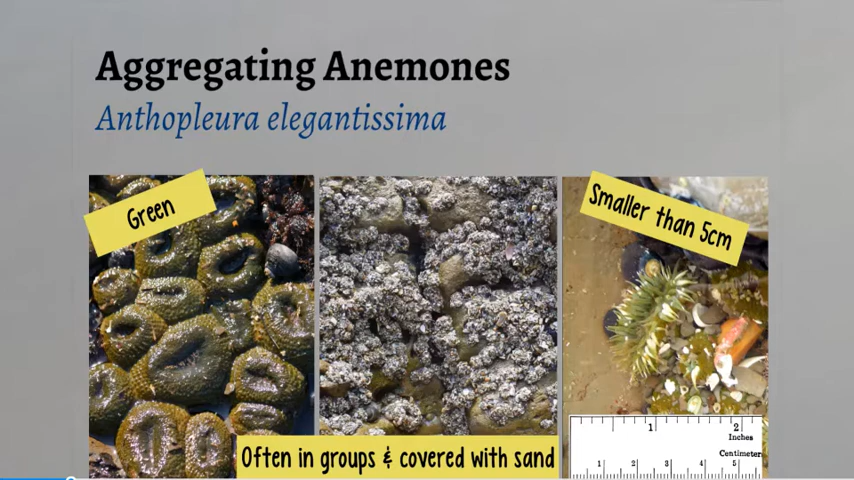 Aggregating Anemones
Anthopleura elegantissima
Green
Smaller than 5cm
Often in groups & covered with sand
1 2
Inches
Centimeter
1 2 3 4 5